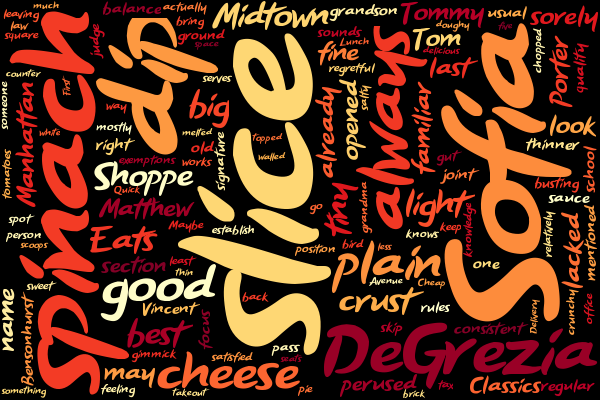 leaving
much
law
square
balance
actually
bring
ground
space
judge
Midtown
grandson
sounds
Lunch
fine
regretful
Tommy
doughy
Tom
delicious
usual
five
sorely
chopped
Porter
quality
last
someone
counter
First
Manhattan
white
spinach
dip
serves
big
way
melted
old
works
mostly
right
exemptions
signature
topped
walled
slice
already
opened
salty
always
familiar
Sofia
look
thinner
school
gut
joint
busting
sauce
mentioned
tomatoes
Shoppe
Quick
Matthew
Maybe
establish
tiny
go
grandma
light
knows
keep
knowledge
relatively
lacked
spot
person
scoops
Eats
section
least
thin
good
position
bird
less
plain
Avenue
Cheap
one
crust
rules
Delivery
crunchy
office
name
sweet
Bensonhurst
Vincent
back
focus
best
gimmick
satisfied
pass
seats
DeGrezia
skip
consistent
something
feeling
may
takeout
cheese
pie
perused
brick
tax
Classics
regular